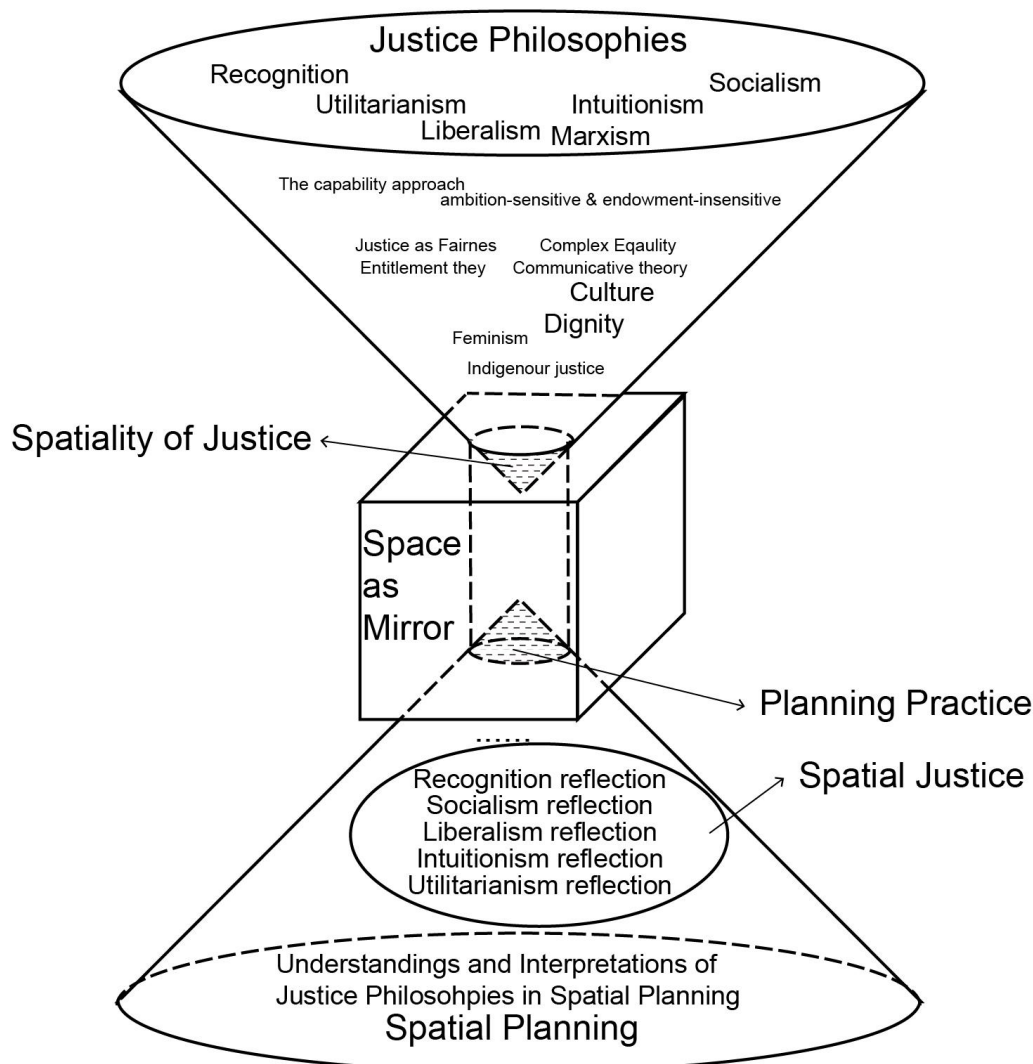 Justice Philosophies
Recognition
Socialism
Utilitarianism
Intuitionism
Liberalism
Marxism
The capability approach
ambition-sensitive & endowment-insensitive
Justice as Fairnes
Complex Eqaulity
Entitlement they
Communicative theory
Culture
Dignity
Feminism
Indigenour justice
Spatiality of Justice
Space
as
Mirror
Planning Practice
......
Spatial Justice
Recognition reflection
Socialism reflection
Liberalism reflection
Intuitionism reflection
Utilitarianism reflection
Understandings and Interpretations of
Justice Philosohpies in Spatial Planning
Spatial Planning